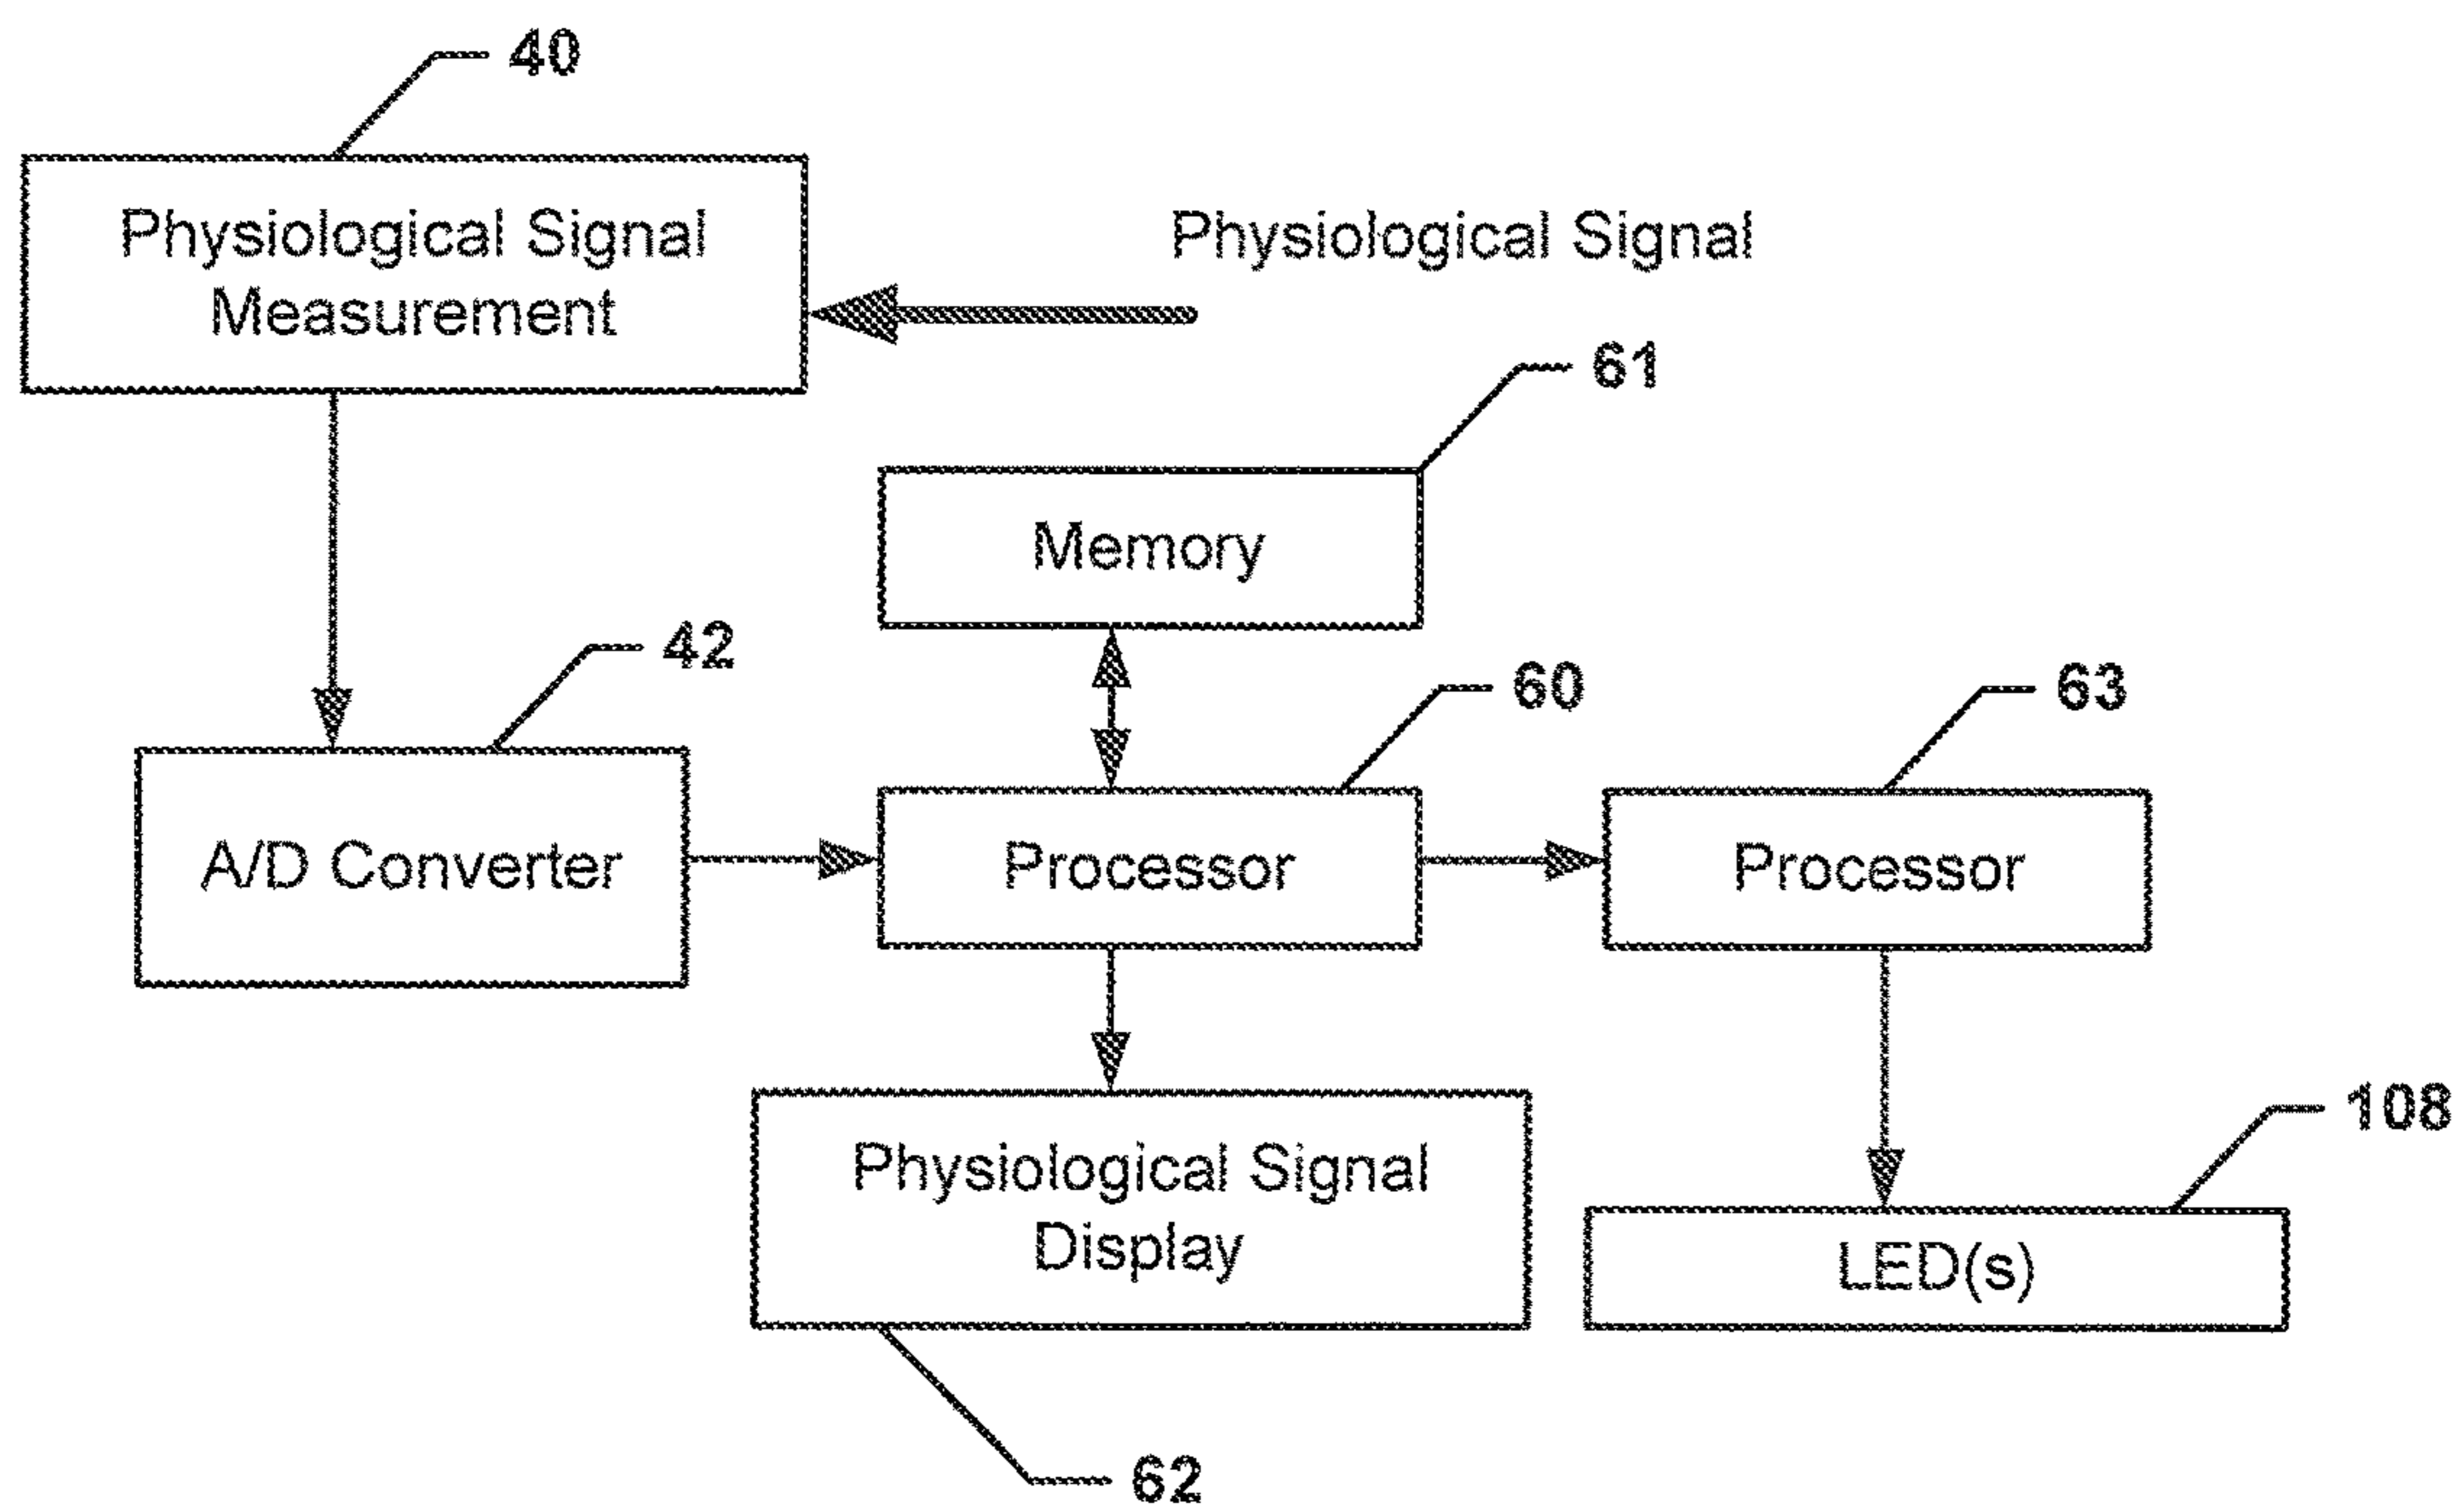 40
Physiological Signal
Measurement
Physiological Signal
61
Memory
42
60
63
A/D Converter
Processor
Processor
108
Physiological Signal
Display
LED(s)
62